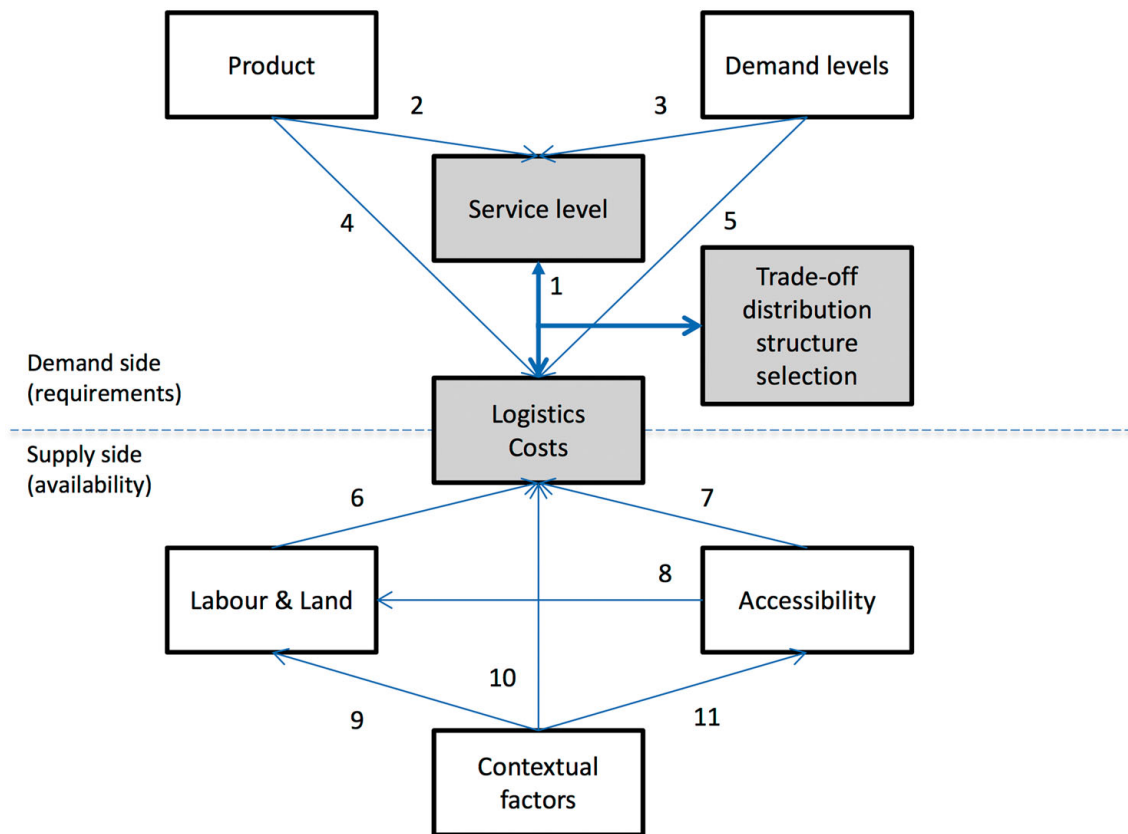 Product
Demand levels
2
3
Service level
4
5
1
Trade-off
distribution
structure
selection
Demand side
(requirements)
Logistics
Costs
Supply side
(availability)
6
7
8
Labour & Land
Accessibility
10
9
11
Contextual
factors